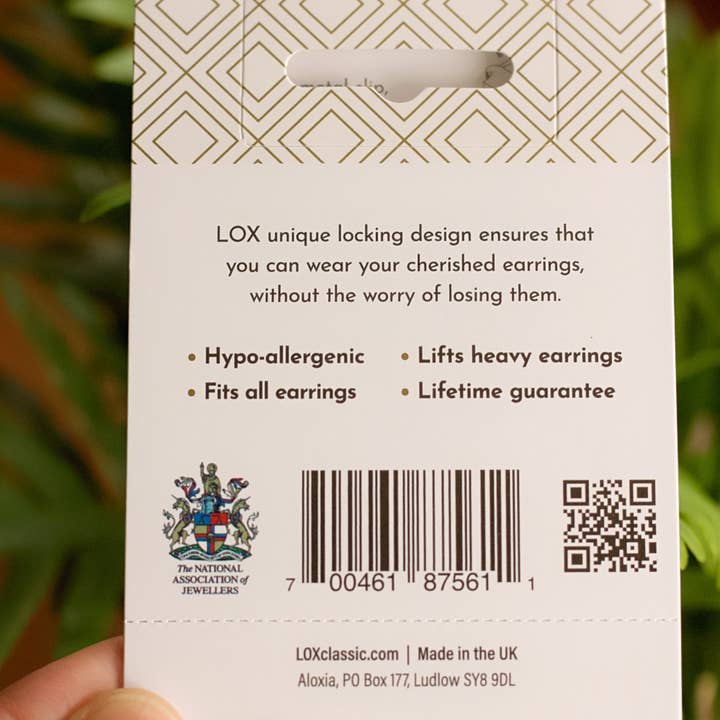 metal clip,
LOX unique locking design ensures that
you can wear your cherished earrings,
without the worry of losing them.
• Hypo-allergenic
• Lifts heavy earrings
• Fits all earrings
• Lifetime guarantee
The NATIONAL
ASSOCIATION of
JEWELLERS
7 00461 87561 1
LOXclassic.com | Made in the UK
Aloxia, PO Box 177, Ludlow SY8 9DL